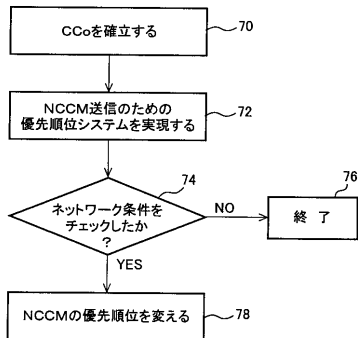 CCoを確立する
70
NCCM送信のための
優先順位システムを実現する
72
74
ネットワーク条件を
チェックしたか
?
NO
76
終了
YES
NCCMの優先順位を変える
78